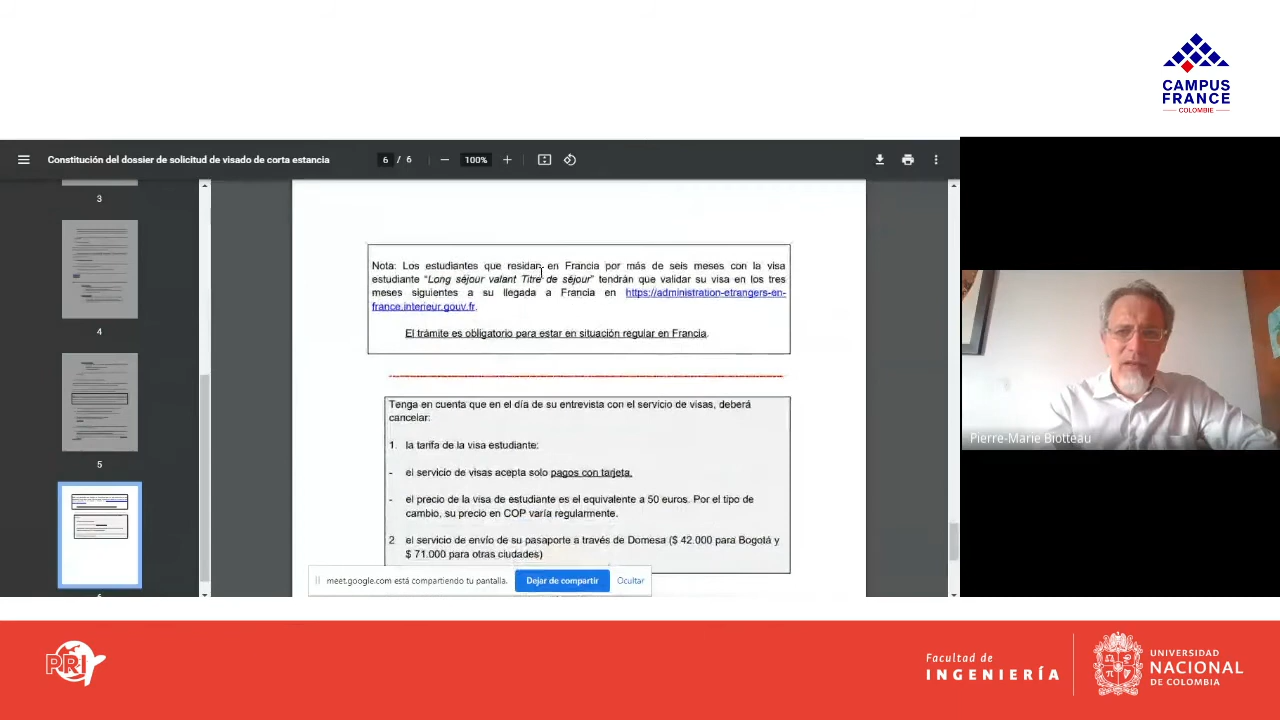 CAMPUS
FRANCE
COLOMBIE
Constitución del dossier de solicitud de visado de corta estancia
6 / 6
100%
3
4
5
Nota: Los estudiantes que residan en Francia por más de seis meses con la visa
estudiante “Long séjour valant Titre de séjour” tendrán que validar su visa en los tres
meses siguientes a su llegada a Francia en https://administration-etrangers-en-
france.interieur.gouv.fr.
El trámite es obligatorio para estar en situación regular en Francia.
Tenga en cuenta que en el día de su entrevista con el servicio de visas, deberá
cancelar:
1. la tarifa de la visa estudiante:
- el servicio de visas acepta solo pagos con tarjeta.
- el precio de la visa de estudiante es el equivalente a 50 euros. Por el tipo de
cambio, su precio en COP varía regularmente.
2 el servicio de envío de su pasaporte a través de Domesa ($ 42.000 para Bogotá y
$ 71.000 para otras ciudades)
meet.google.com está compartiendo tu pantalla.
Dejar de compartir
Ocultar
Pierre-Marie Biotteau
PRI
Facultad de
INGENIERÍA
UNIVERSIDAD
NACIONAL
DE COLOMBIA